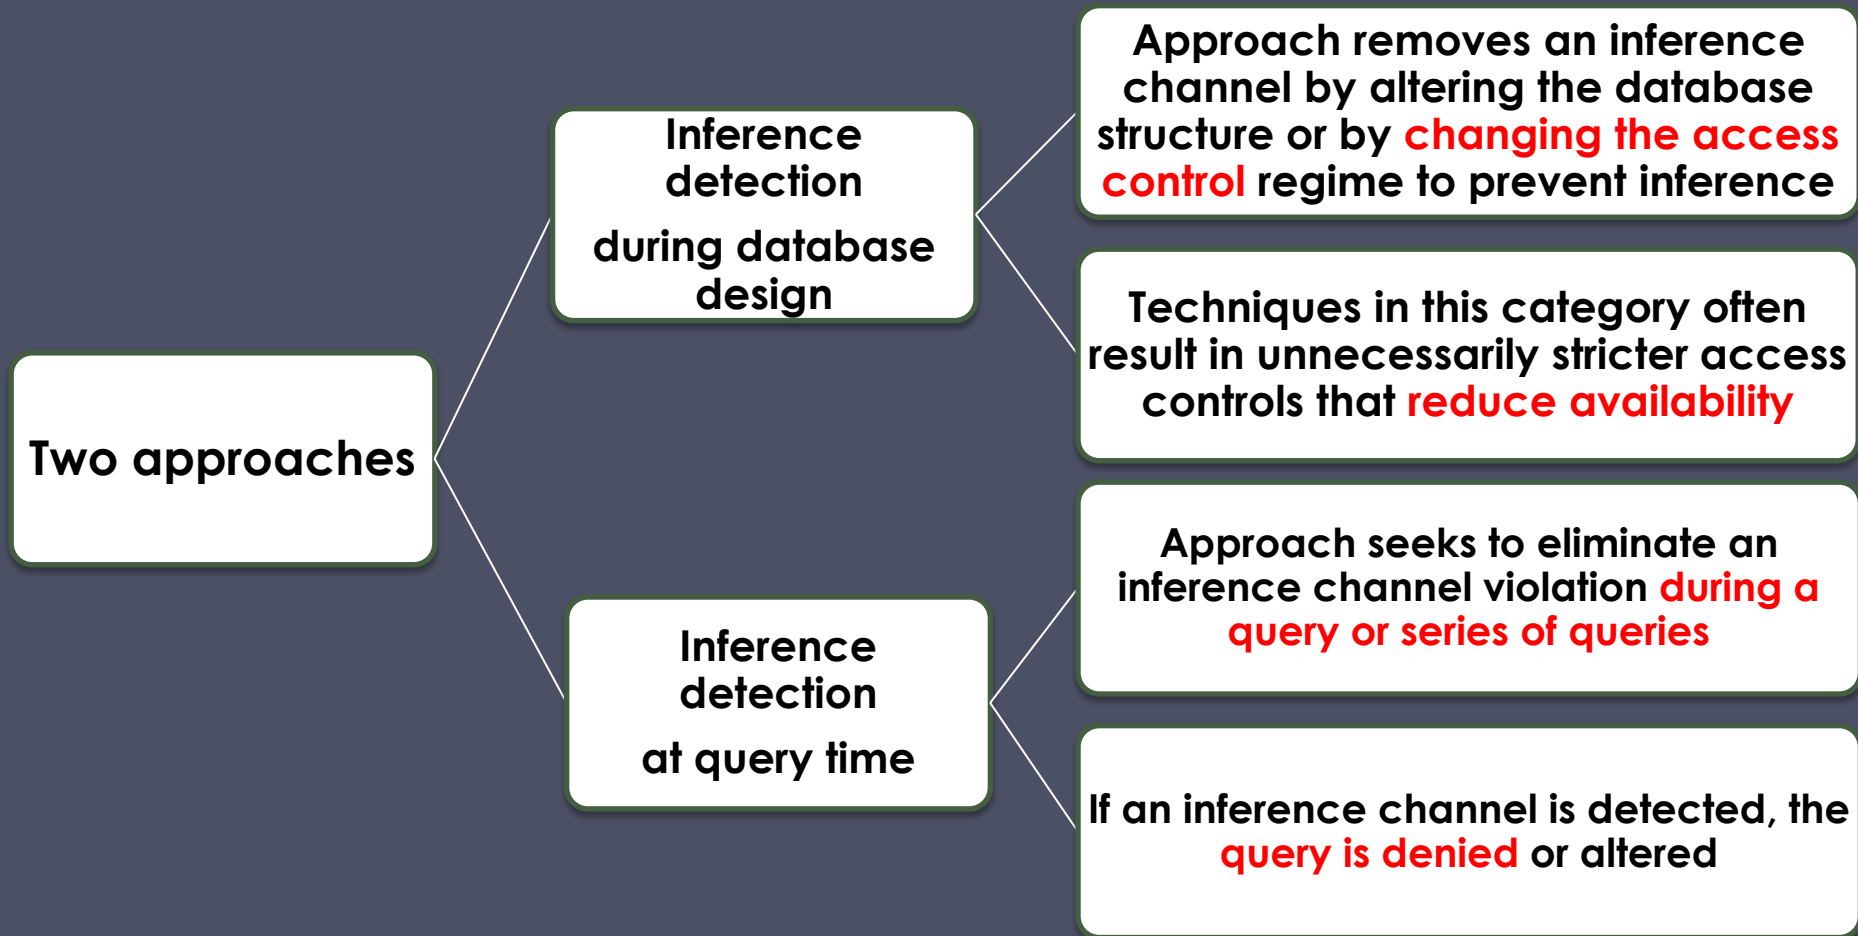 Two approaches
Inference
detection
during database
design
Approach removes an inference
channel by altering the database
structure or by changing the access
control regime to prevent inference
Techniques in this category often
result in unnecessarily stricter access
controls that reduce availability
Inference
detection
at query time
Approach seeks to eliminate an
inference channel violation during a
query or series of queries
If an inference channel is detected, the
query is denied or altered